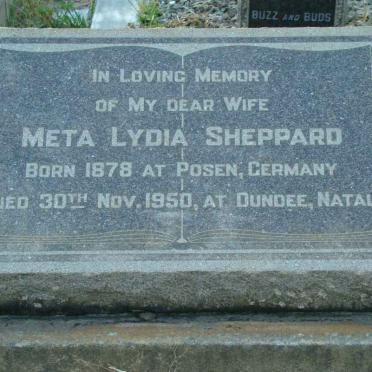 BUZZ AND BUDS
IN LOVING MEMORY
OF MY DEAR WIFE
META LYDIA SHEPPARD
BORN 1878 AT POSEN, GERMANY
IED 30TH NOV. 1950, AT DUNDEE, NATAL